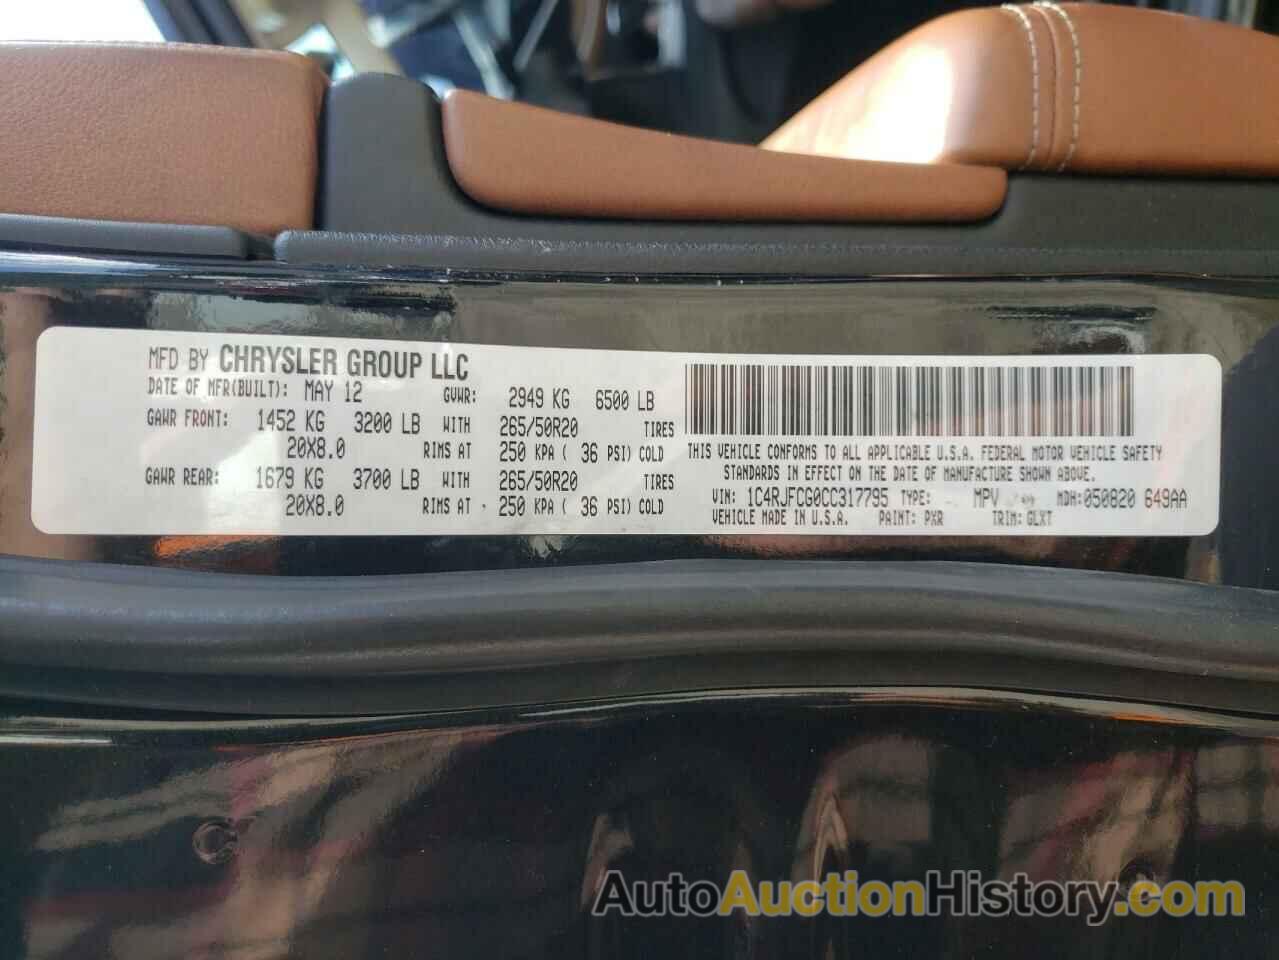 MFD BY CHRYSLER GROUP LLC
DATE OF MFR(BUILT): MAY 12 GVWR: 2949 KG 6500 LB
GAWR FRONT: 1452 KG 3200 LB WITH 265/50R20 TIRES
20X8.0 RIMS AT 250 KPA ( 36 PSI) COLD
GAWR REAR: 1679 KG 3700 LB WITH 265/50R20 TIRES
20X8.0 RIMS AT 250 KPA ( 36 PSI) COLD
THIS VEHICLE CONFORMS TO ALL APPLICABLE U.S.A. FEDERAL MOTOR VEHICLE SAFETY
STANDARDS IN EFFECT ON THE DATE OF MANUFACTURE SHOWN ABOVE.
VIN: 1C4RJFCG0CC317795 TYPE: MPV MDH:050820 649AA
VEHICLE MADE IN U.S.A. PAINT: PXR TRIM: GLXT
AutoAuctionHistory.com